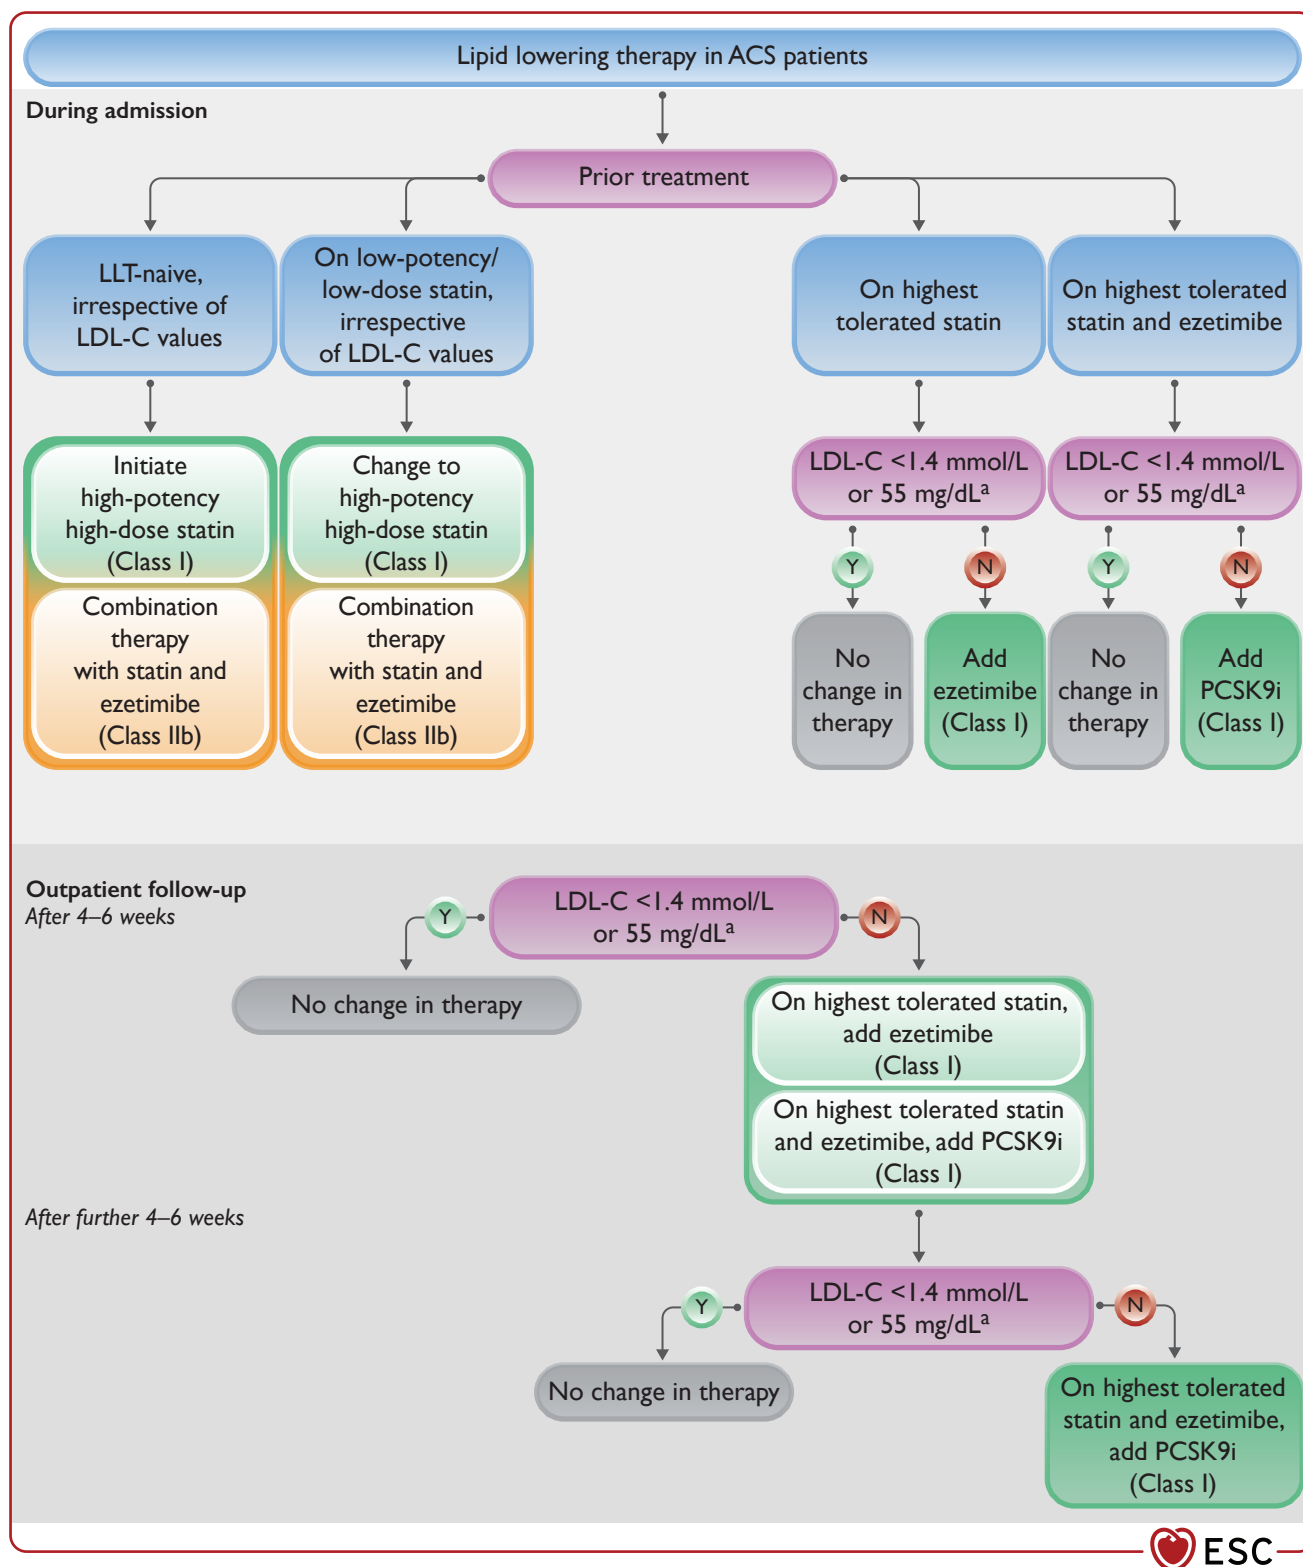 Lipid lowering therapy in ACS patients
During admission
Prior treatment
LLT-naive,
irrespective of
LDL-C values
On low-potency/
low-dose statin,
irrespective
of LDL-C values
On highest
tolerated statin
On highest tolerated
statin and ezetimibe
Initiate
high-potency
high-dose statin
(Class I)
Combination
therapy
with statin and
ezetimibe
(Class IIb)
Change to
high-potency
high-dose statin
(Class I)
Combination
therapy
with statin and
ezetimibe
(Class IIb)
LDL-C <1.4 mmol/L
or 55 mg/dLa
Y
N
No
change in
therapy
Add
ezetimibe
(Class I)
LDL-C <1.4 mmol/L
or 55 mg/dLa
Y
N
No
change in
therapy
Add
PCSK9i
(Class I)
Outpatient follow-up
After 4–6 weeks
LDL-C <1.4 mmol/L
or 55 mg/dLa
Y
N
No change in therapy
On highest tolerated statin,
add ezetimibe
(Class I)
On highest tolerated statin
and ezetimibe, add PCSK9i
(Class I)
After further 4–6 weeks
LDL-C <1.4 mmol/L
or 55 mg/dLa
Y
N
No change in therapy
On highest tolerated
statin and ezetimibe,
add PCSK9i
(Class I)
ESC